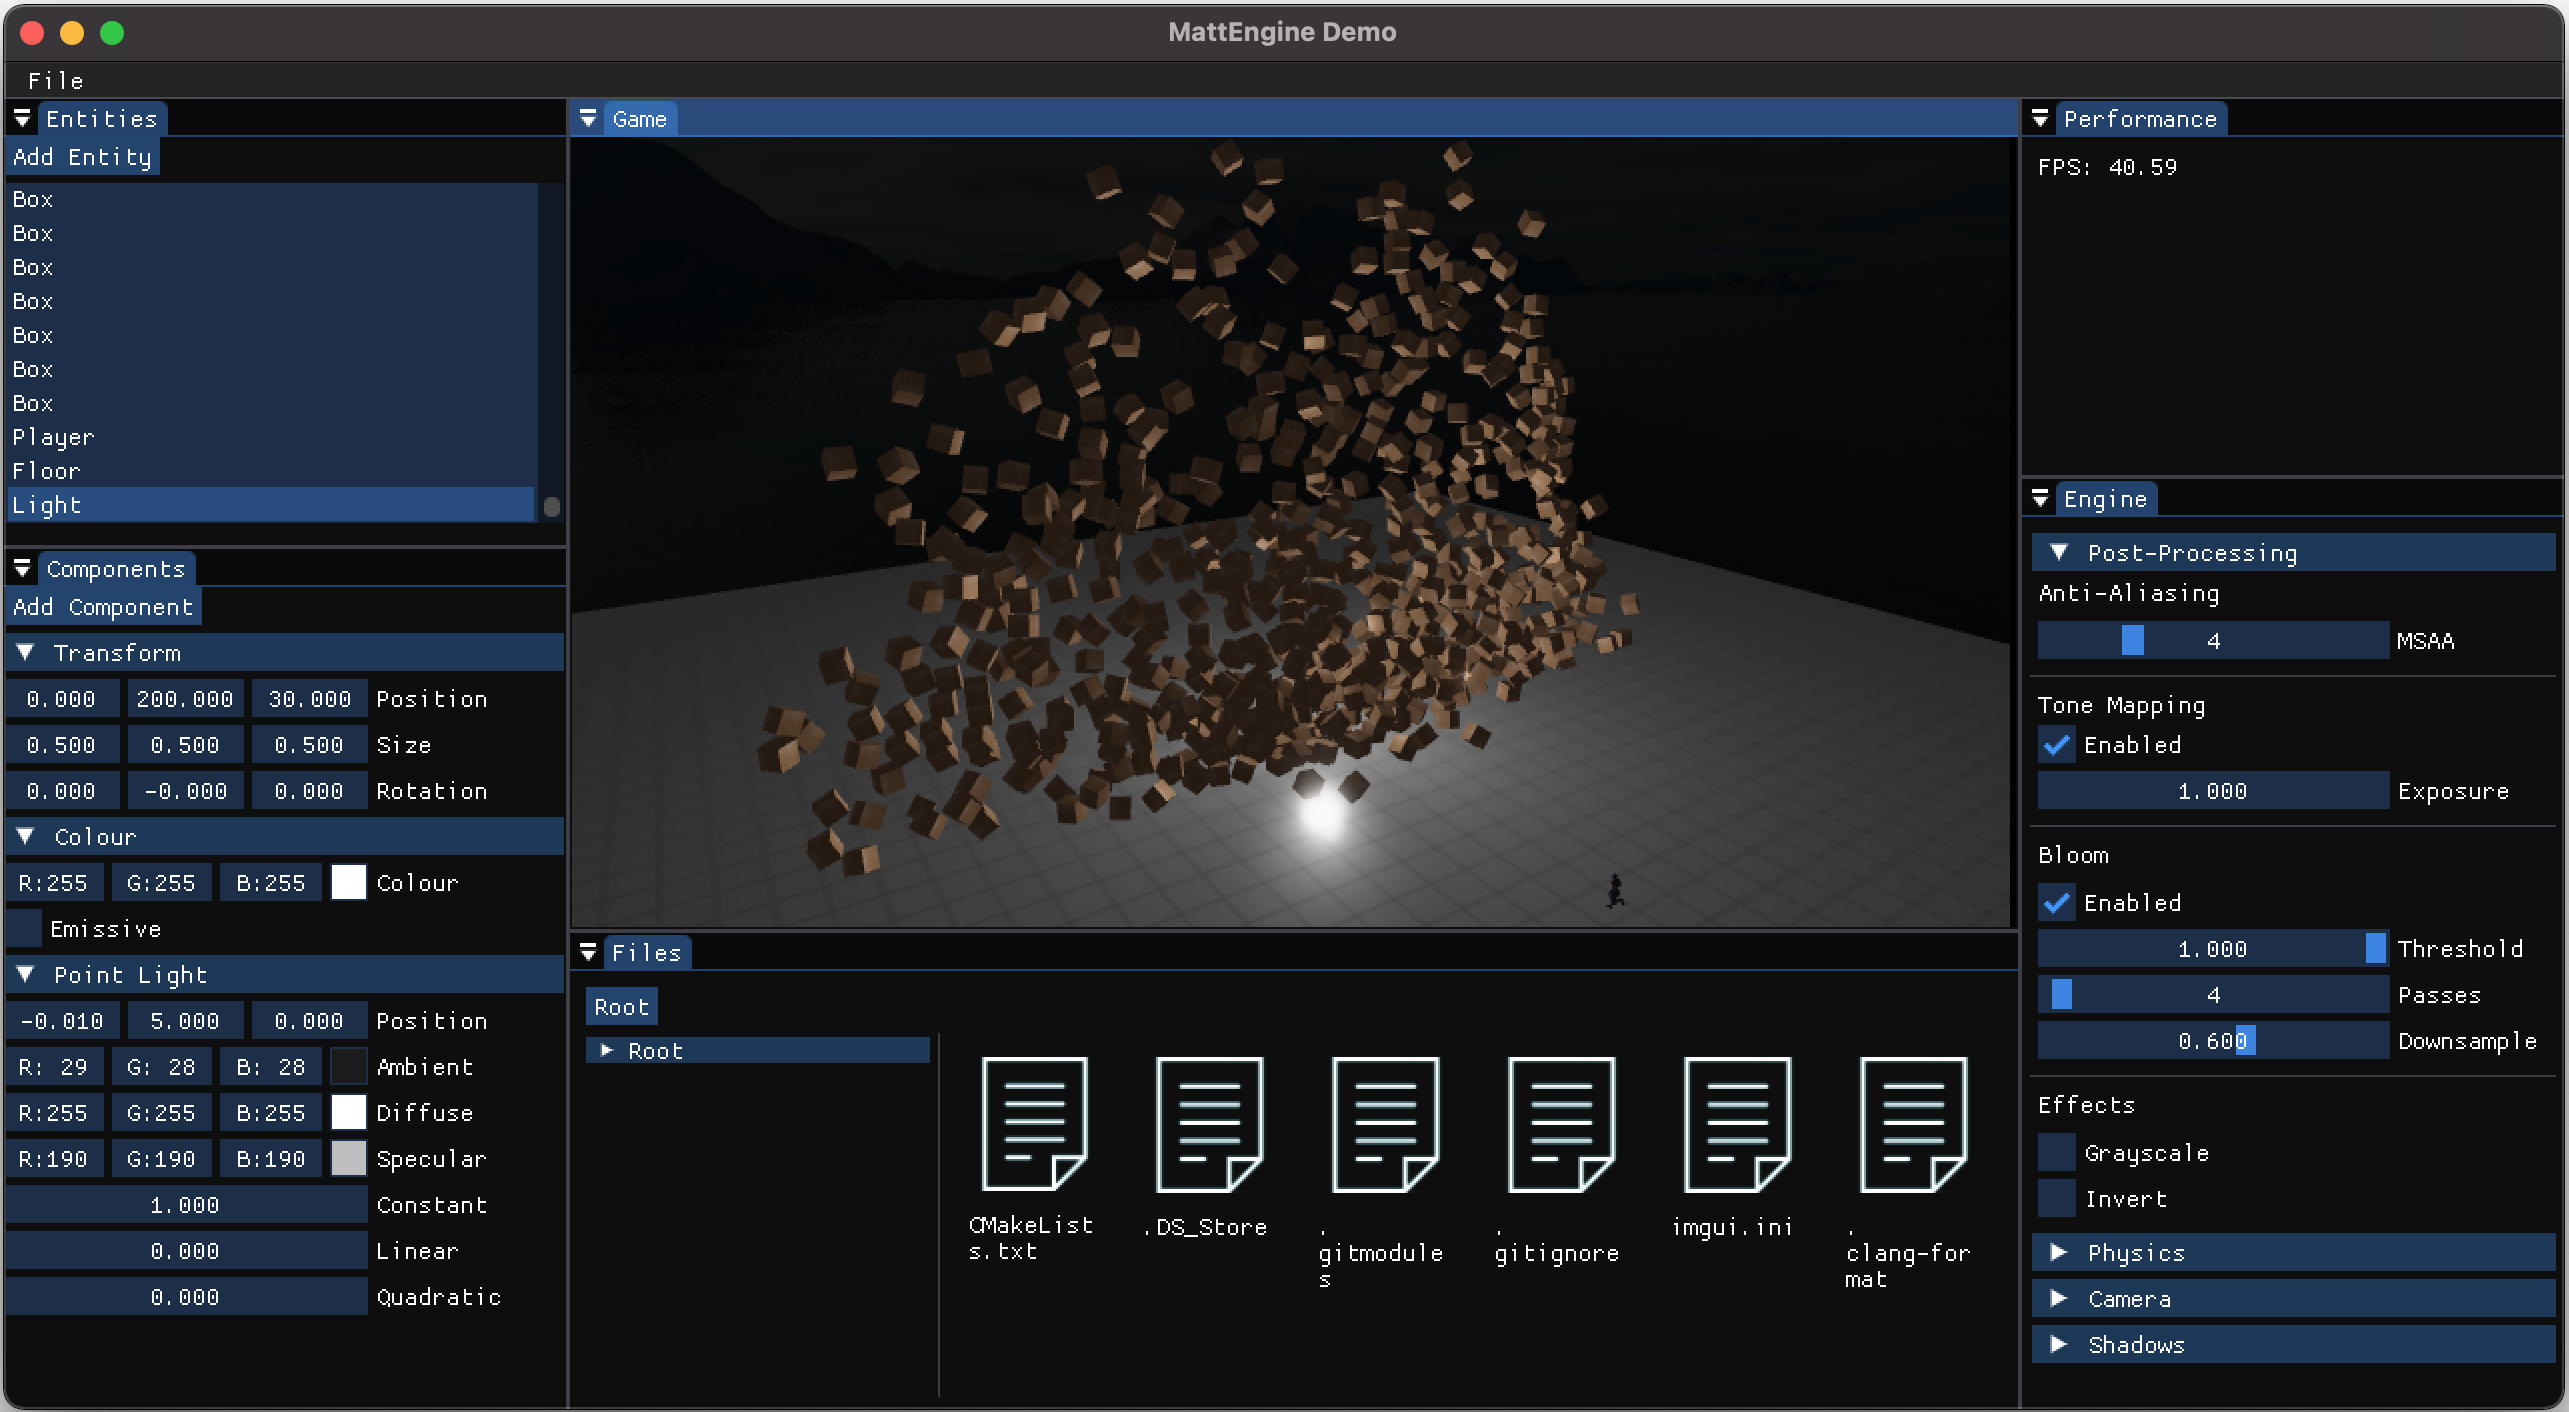 MattEngine Demo
File
Entities
Add Entity
Box
Box
Box
Box
Box
Box
Box
Player
Floor
Light
Components
Add Component
Transform
0.000 200.000 30.000 Position
0.500 0.500 0.500 Size
0.000 -0.000 0.000 Rotation
Colour
R:255 G:255 B:255 Colour
Emissive
Point Light
-0.010 5.000 0.000 Position
R: 29 G: 28 B: 28 Ambient
R:255 G:255 B:255 Diffuse
R:190 G:190 B:190 Specular
1.000 Constant
0.000 Linear
0.000 Quadratic
Game
Files
Root
Root
CMakeList
s.txt
.DS_Store
.
gitmodule
s
.
gitignore
imgui.ini
.
clang-for
mat
Performance
FPS: 40.59
Engine
Post-Processing
Anti-Aliasing
4 MSAA
Tone Mapping
Enabled
1.000 Exposure
Bloom
Enabled
1.000 Threshold
4 Passes
0.600 Downsample
Effects
Grayscale
Invert
Physics
Camera
Shadows